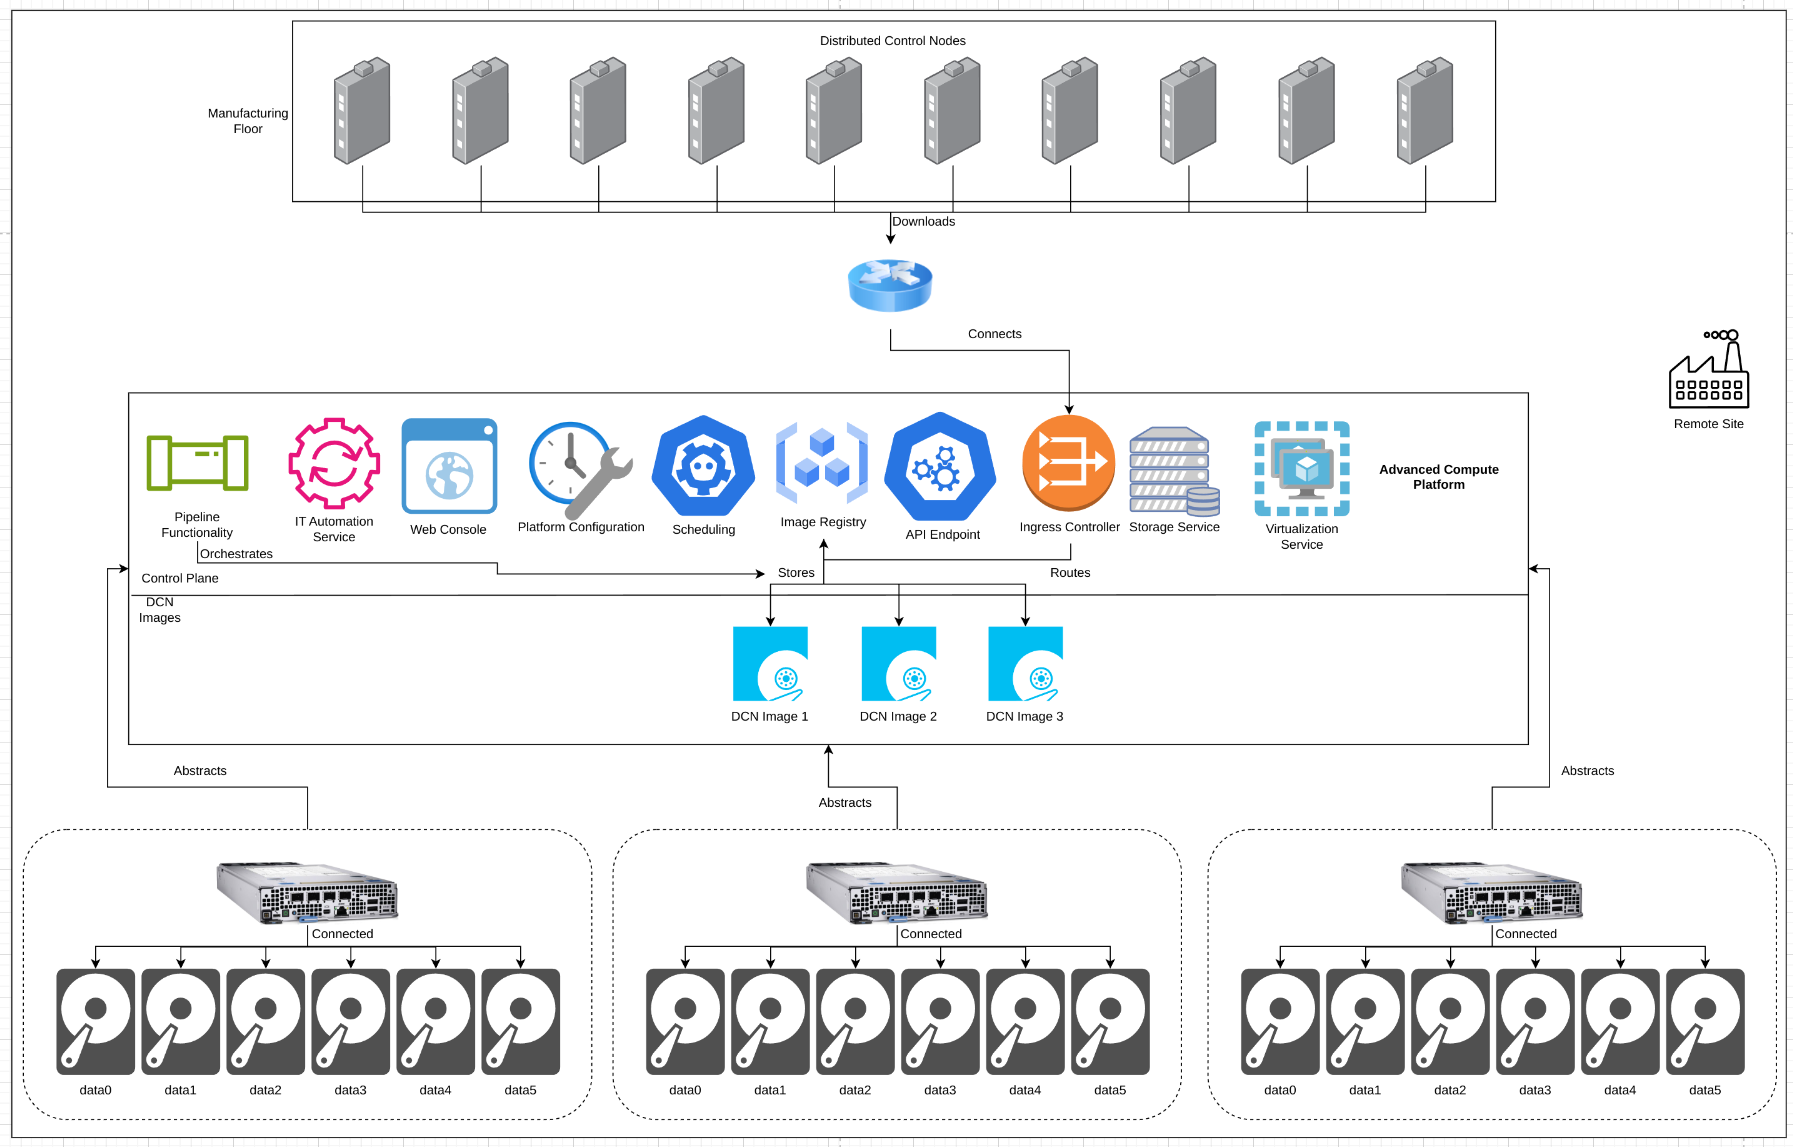 Distributed Control Nodes
Manufacturing
Floor
Downloads
Connects
Remote Site
Advanced Compute
Platform
Pipeline
Functionality
IT Automation
Service
Web Console
Platform Configuration
Scheduling
Image Registry
API Endpoint
Ingress Controller
Storage Service
Virtualization
Service
Orchestrates
Control Plane
Stores
Routes
DCN
Images
DCN Image 1
DCN Image 2
DCN Image 3
Abstracts
Abstracts
Abstracts
Connected
Connected
Connected
data0
data1
data2
data3
data4
data5
data0
data1
data2
data3
data4
data5
data0
data1
data2
data3
data4
data5